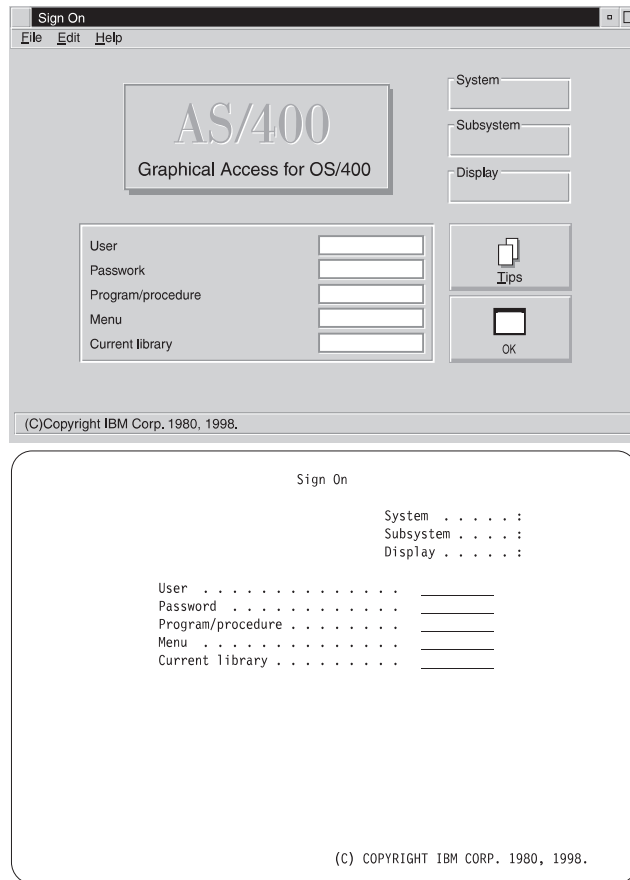 Sign On
File Edit Help
System
AS/400
Subsystem
Graphical Access for OS/400
Display
User
Passwork
Program/procedure
Menu
Current library
Tips
OK
(C)Copyright IBM Corp. 1980, 1998.
Sign On
System . . . . . :
Subsystem . . . . :
Display . . . . . :
User . . . . . . . . . . . . . .
Password . . . . . . . . . . . .
Program/procedure . . . . . . . .
Menu . . . . . . . . . . . . . .
Current library . . . . . . . . .
(C) COPYRIGHT IBM CORP. 1980, 1998.